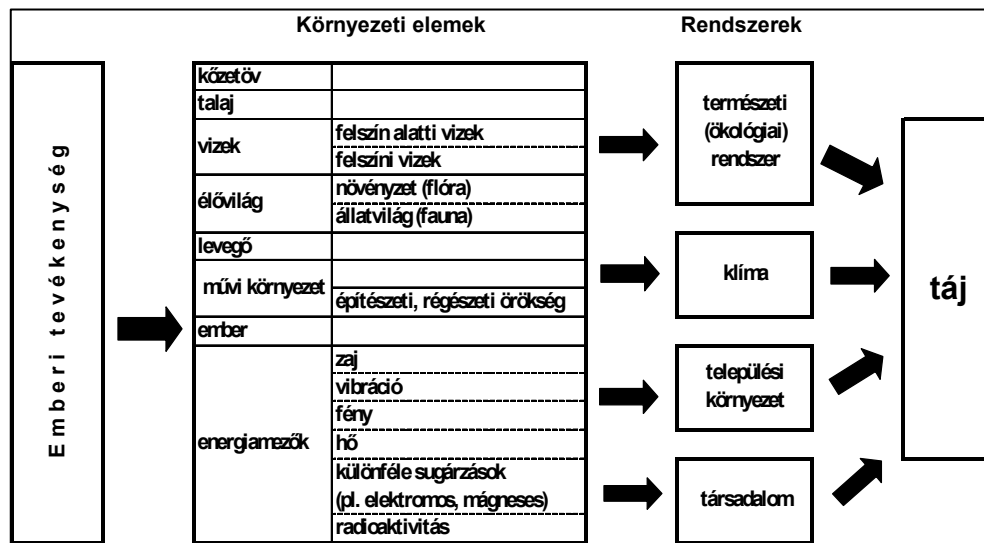 Környezeti elemek
Rendszerek
Emberi tevékenység
kőzetöv
talaj
vizek
felszín alatti vizek
felszíni vizek
élővilág
növényzet (flóra)
állatvilág (fauna)
levegő
művi környezet
építészeti, régészeti örökség
ember
energiamezők
zaj
vibráció
fény
hő
különféle sugárzások
(pl. elektromos, mágneses)
radioaktivitás
természeti
(ökológiai)
rendszer
klíma
települési
környezet
társadalom
táj